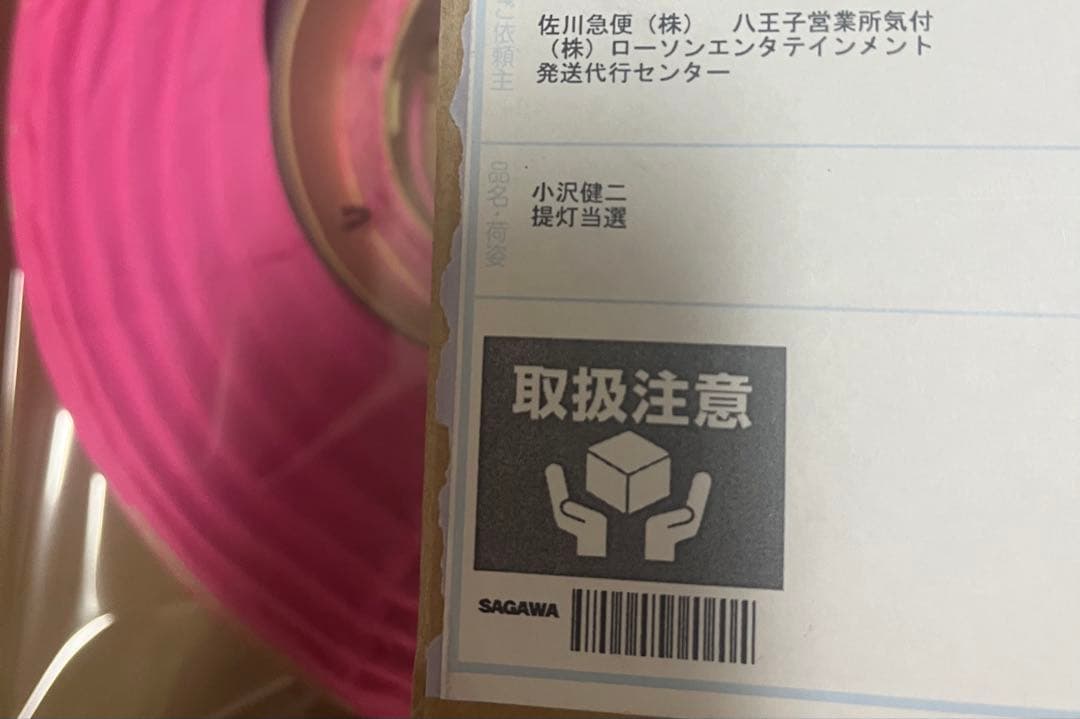 ご依頼主
佐川急便（株）　八王子営業所気付
（株）ローソンエンタテインメント
発送代行センター
品名・荷姿
小沢健二
提灯当選
取扱注意
SAGAWA